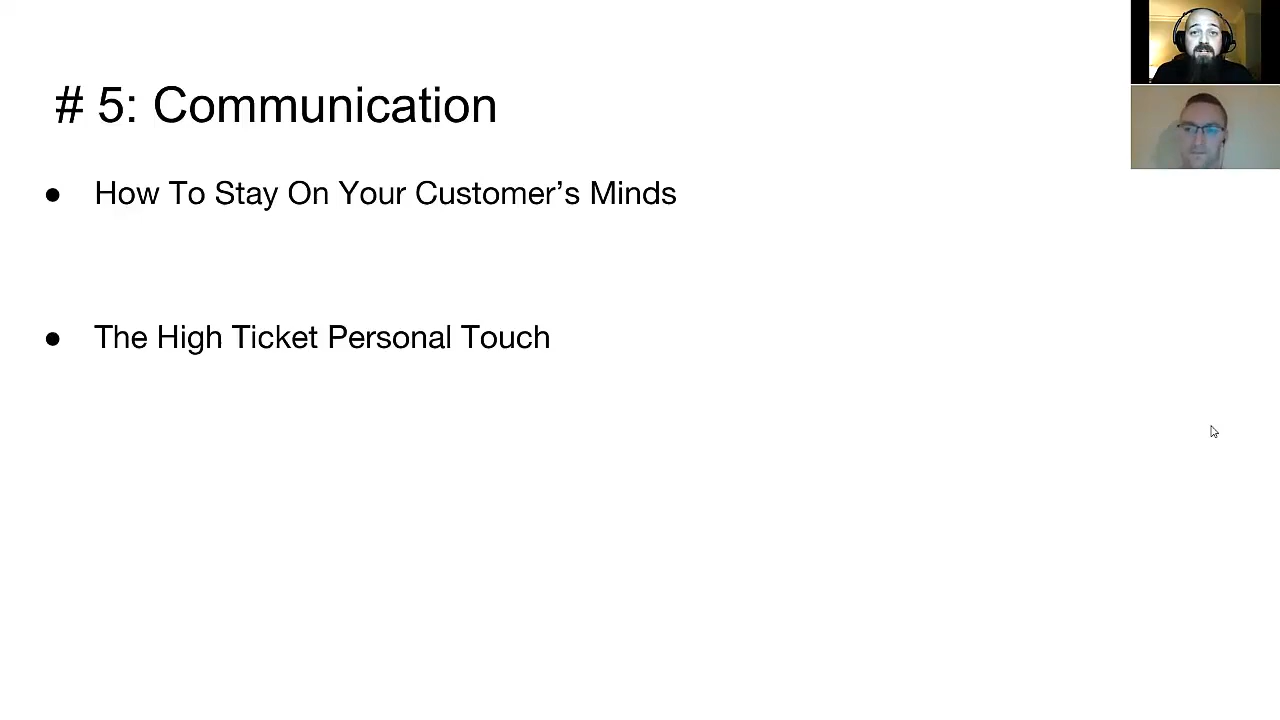 # 5: Communication
● How To Stay On Your Customer’s Minds
● The High Ticket Personal Touch